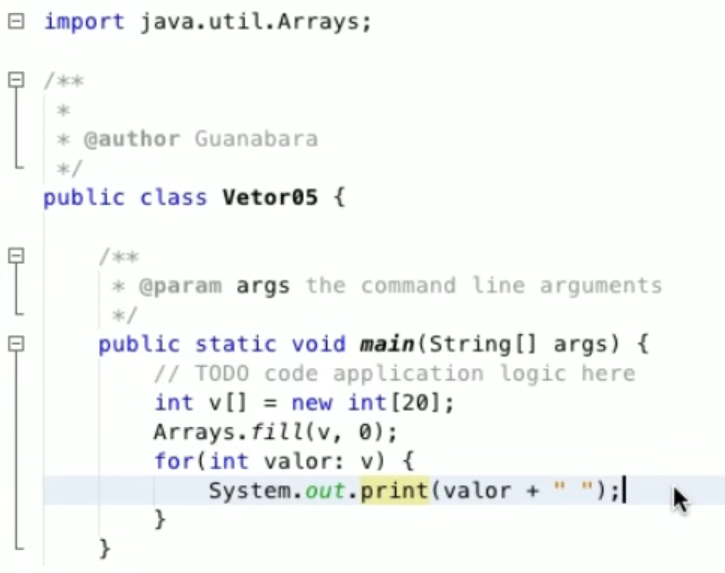 import java.util.Arrays;
/**
 *
 * @author Guanabara
 */
public class Vetor05 {
    /**
     * @param args the command line arguments
     */
    public static void main(String[] args) {
        // TODO code application logic here
        int v[] = new int[20];
        Arrays.fill(v, 0);
        for(int valor: v) {
            System.out.print(valor + " ");
        }
    }